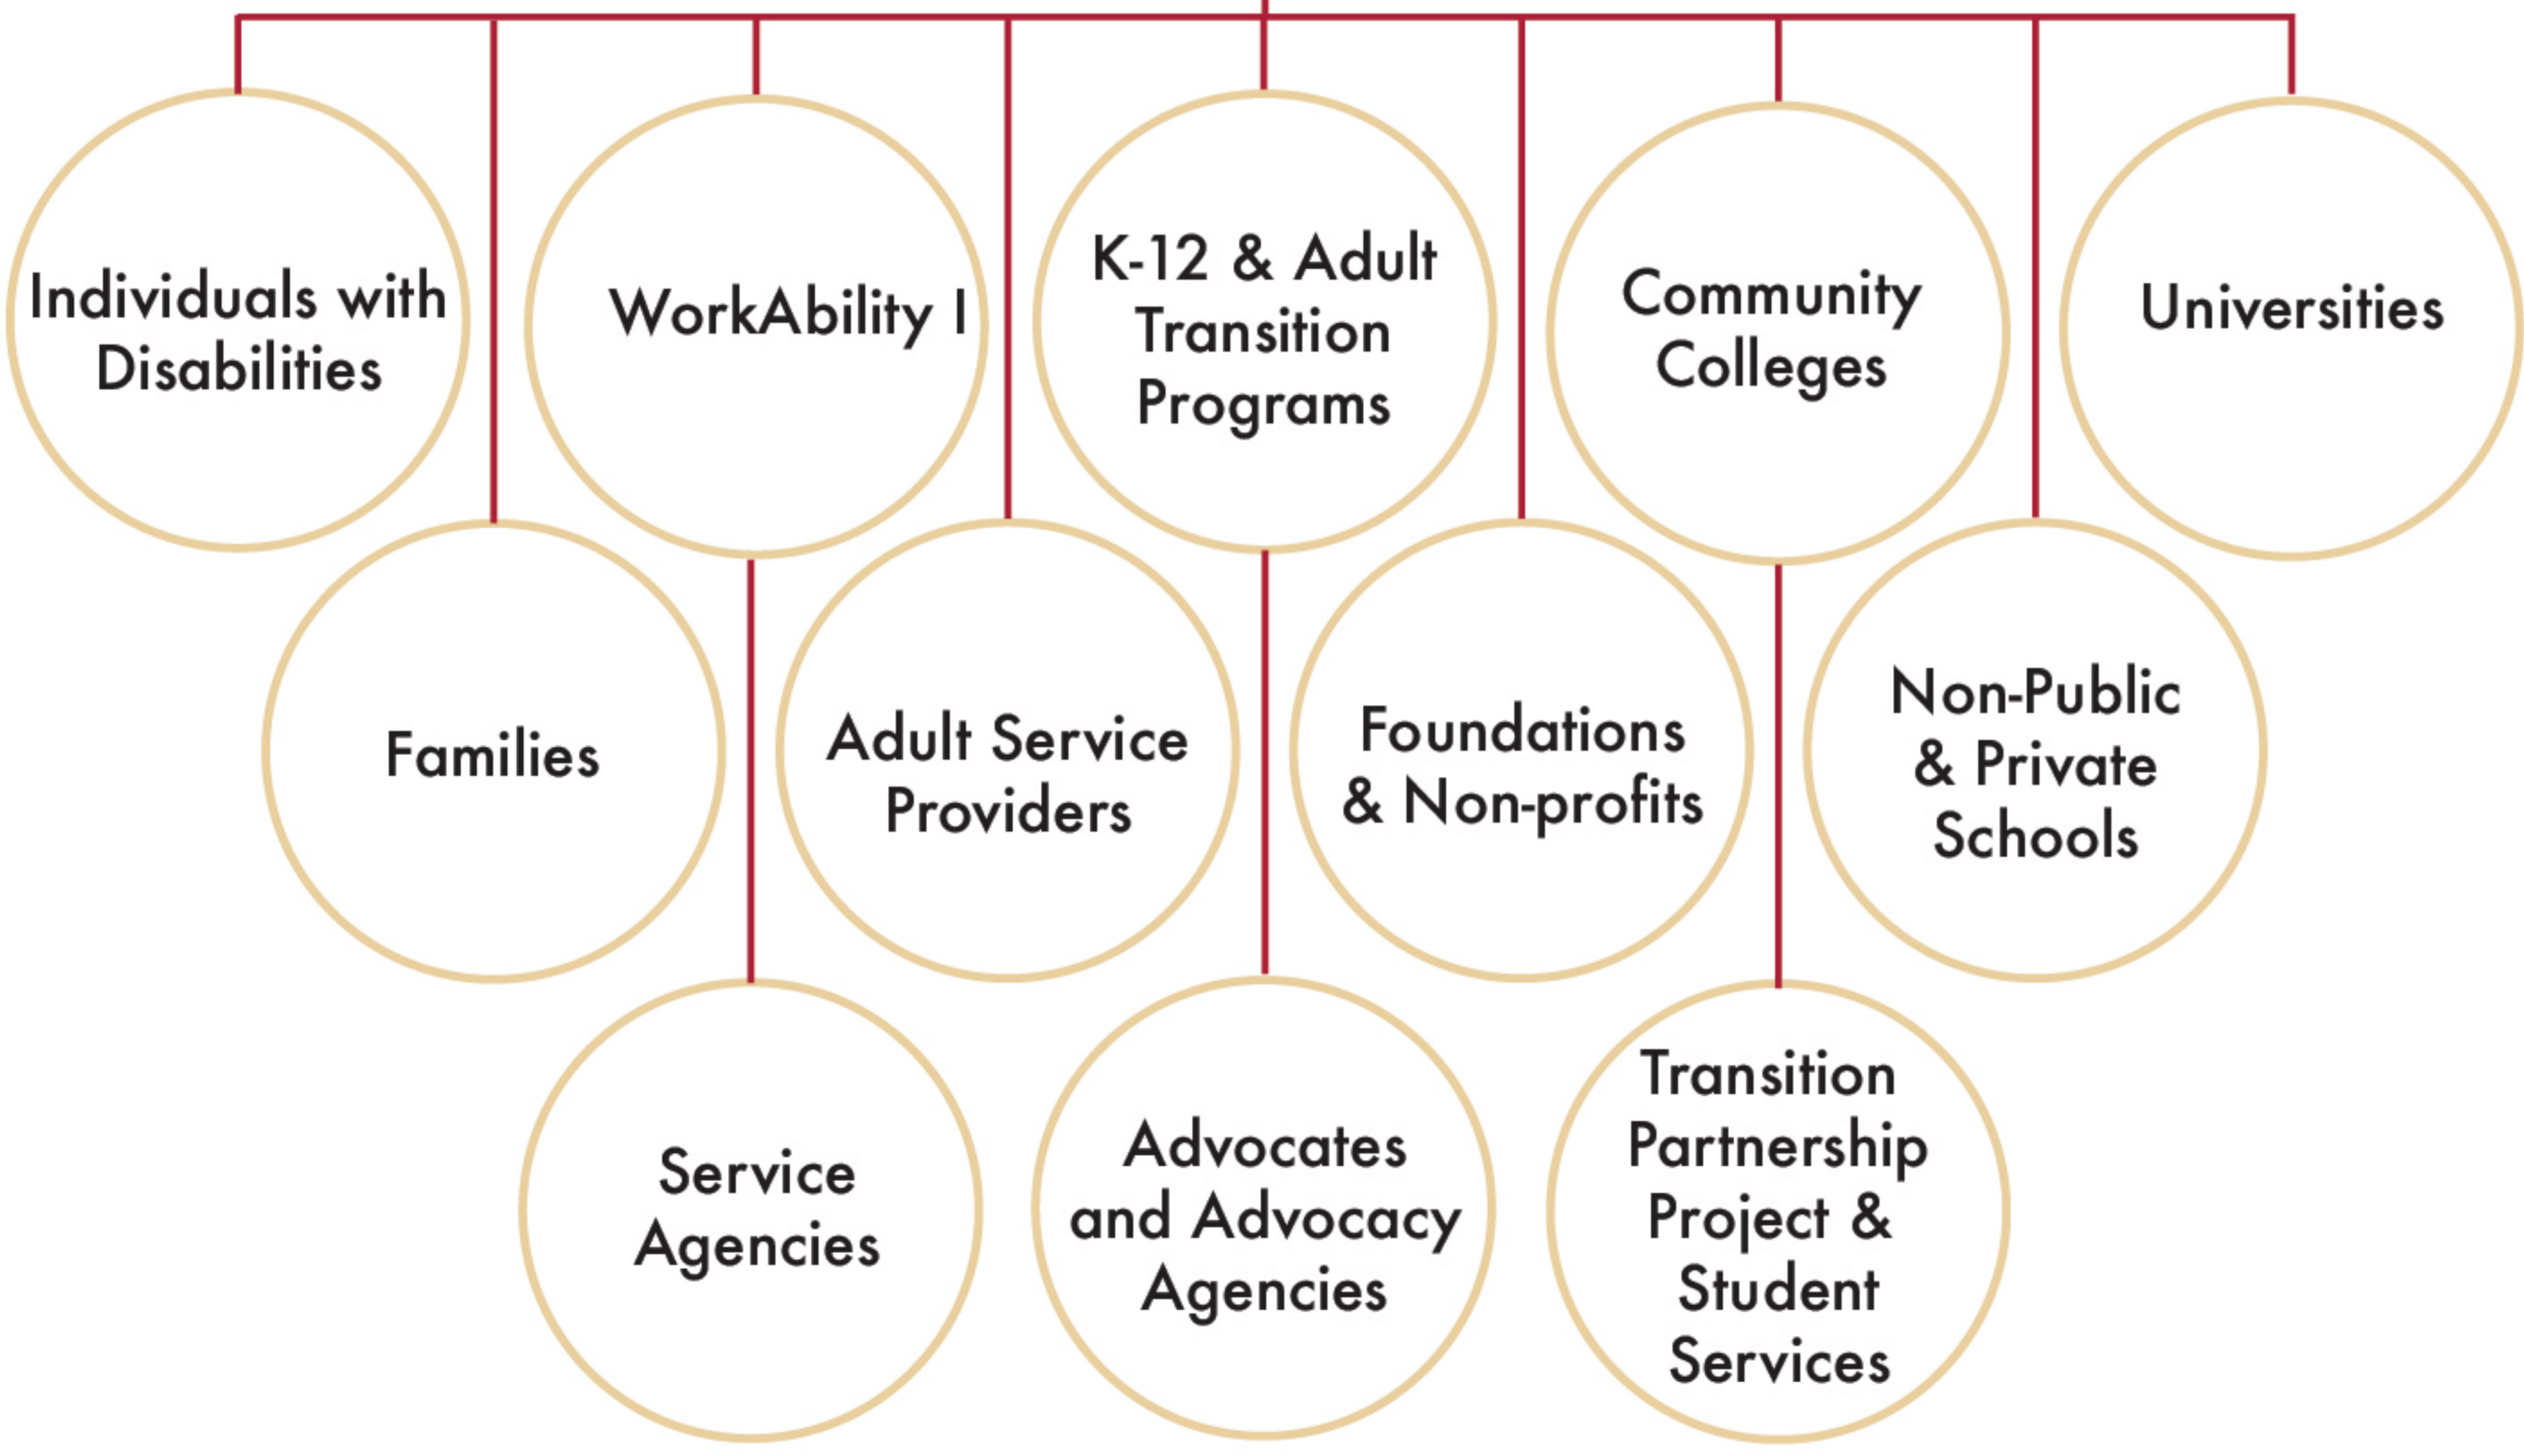 Individuals with
Disabilities
WorkAbility I
K-12 & Adult
Transition
Programs
Community
Colleges
Universities
Families
Adult Service
Providers
Foundations
& Non-profits
Non-Public
& Private
Schools
Service
Agencies
Advocates
and Advocacy
Agencies
Transition
Partnership
Project &
Student
Services